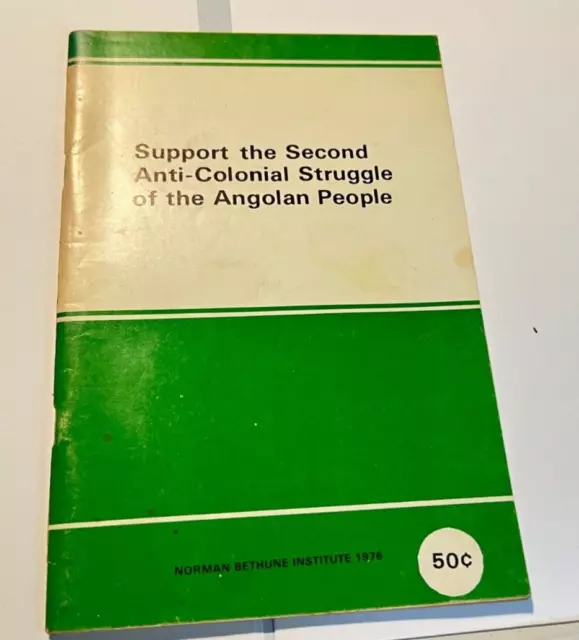 Support the Second
Anti-Colonial Struggle
of the Angolan People
NORMAN BETHUNE INSTITUTE 1976
50¢